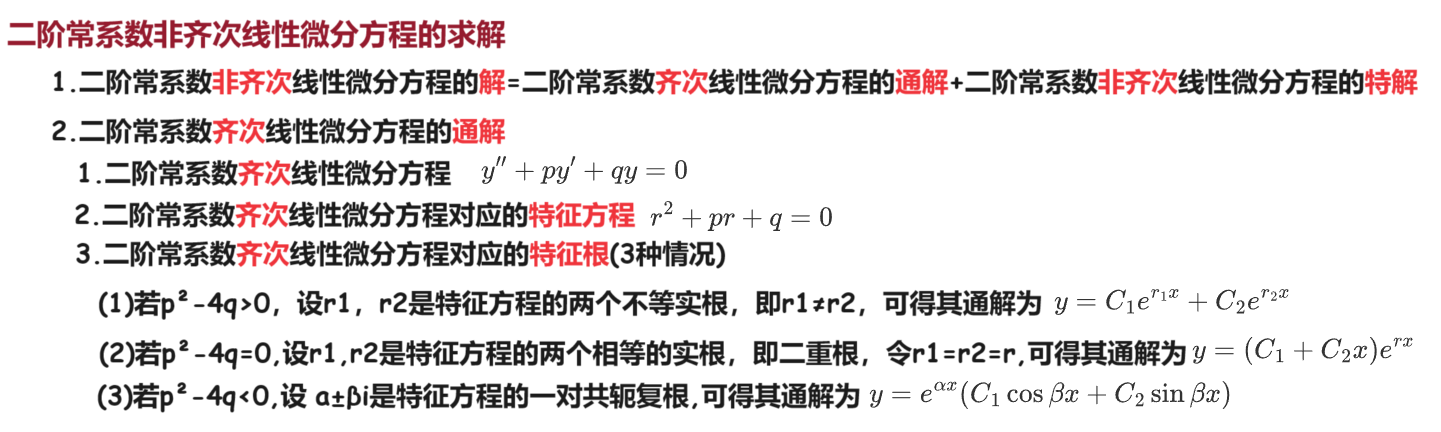 二阶常系数非齐次线性微分方程的求解
1.二阶常系数非齐次线性微分方程的解=二阶常系数齐次线性微分方程的通解+二阶常系数非齐次线性微分方程的特解
2.二阶常系数齐次线性微分方程的通解
1.二阶常系数齐次线性微分方程 y″ + py′ + qy = 0
2.二阶常系数齐次线性微分方程对应的特征方程 r² + pr + q = 0
3.二阶常系数齐次线性微分方程对应的特征根(3种情况)
(1)若p²-4q>0，设r1，r2是特征方程的两个不等实根，即r1≠r2，可得其通解为 y = C₁e^{r₁x} + C₂e^{r₂x}
(2)若p²-4q=0,设r1,r2是特征方程的两个相等的实根，即二重根，令r1=r2=r,可得其通解为 y = (C₁ + C₂x)e^{rx}
(3)若p²-4q<0,设 α±βi是特征方程的一对共轭复根,可得其通解为 y = e^{αx}(C₁ cos βx + C₂ sin βx)